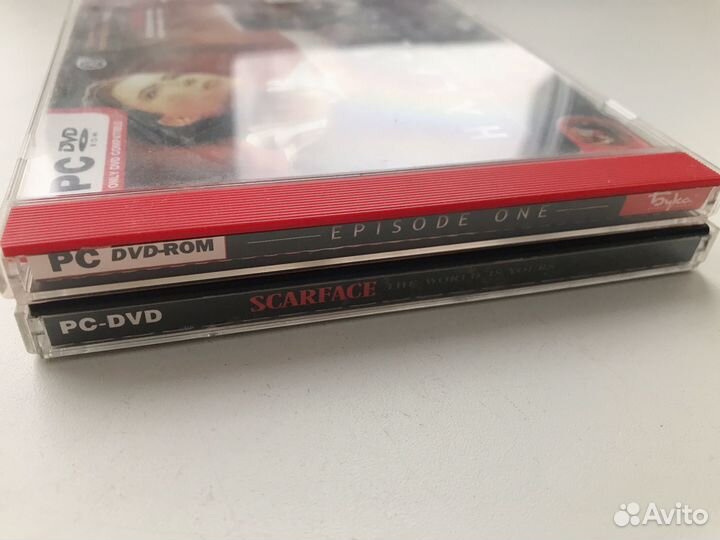 PC DVD
ROM
ONLY DVD COMPATIBLE
PC DVD-ROM
EPISODE ONE
Бука
PC-DVD
SCARFACE THE WORLD IS YOURS
Avito